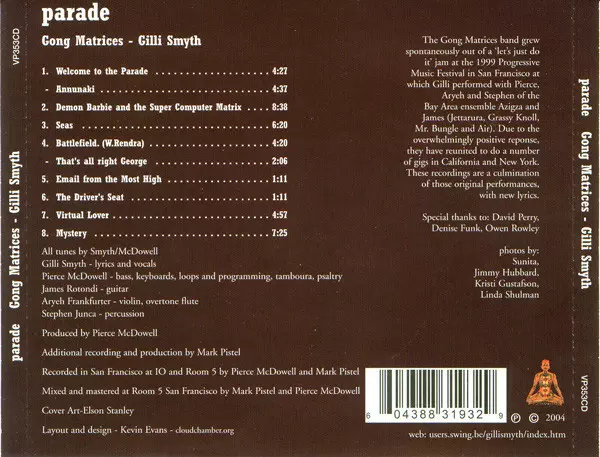 VP353CD
parade Gong Matrices - Gilli Smyth
parade
Gong Matrices - Gilli Smyth
1. Welcome to the Parade . . . . . . . . . . . . . . . . . . . . 4:27
- Annunaki . . . . . . . . . . . . . . . . . . . . . . . . . . . . 4:37
2. Demon Barbie and the Super Computer Matrix . . . 8:38
3. Seas . . . . . . . . . . . . . . . . . . . . . . . . . . . . . . . . 6:20
4. Battlefield. (W.Rendra) . . . . . . . . . . . . . . . . . . . . 4:20
- That's all right George . . . . . . . . . . . . . . . . . . . . 2:06
5. Email from the Most High . . . . . . . . . . . . . . . . . . 1:11
6. The Driver's Seat . . . . . . . . . . . . . . . . . . . . . . . . 1:11
7. Virtual Lover . . . . . . . . . . . . . . . . . . . . . . . . . . 4:57
8. Mystery . . . . . . . . . . . . . . . . . . . . . . . . . . . . . 7:25
All tunes by Smyth/McDowell
Gilli Smyth - lyrics and vocals
Pierce McDowell - bass, keyboards, loops and programming, tamboura, psaltry
James Rotondi - guitar
Aryeh Frankfurter - violin, overtone flute
Stephen Junca - percussion
Produced by Pierce McDowell
Additional recording and production by Mark Pistel
Recorded in San Francisco at IO and Room 5 by Pierce McDowell and Mark Pistel
Mixed and mastered at Room 5 San Francisco by Mark Pistel and Pierce McDowell
Cover Art-Elson Stanley
Layout and design - Kevin Evans - cloudchamber.org
The Gong Matrices band grew
spontaneously out of a 'let's just do
it' jam at the 1999 Progressive
Music Festival in San Francisco at
which Gilli performed with Pierce,
Aryeh and Stephen of the
Bay Area ensemble Azigza and
James (Jettarura, Grassy Knoll,
Mr. Bungle and Air). Due to the
overwhelmingly positive reponse,
they have reunited to do a number
of gigs in California and New York.
These recordings are a culmination
of those original performances,
with new lyrics.
Special thanks to: David Perry,
Denise Funk, Owen Rowley
photos by:
Sunita,
Jimmy Hubbard,
Kristi Gustafson,
Linda Shulman
6 04388 31932 9
℗ © 2004
web: users.swing.be/gillismyth/index.htm
parade Gong Matrices - Gilli Smyth
VP353CD